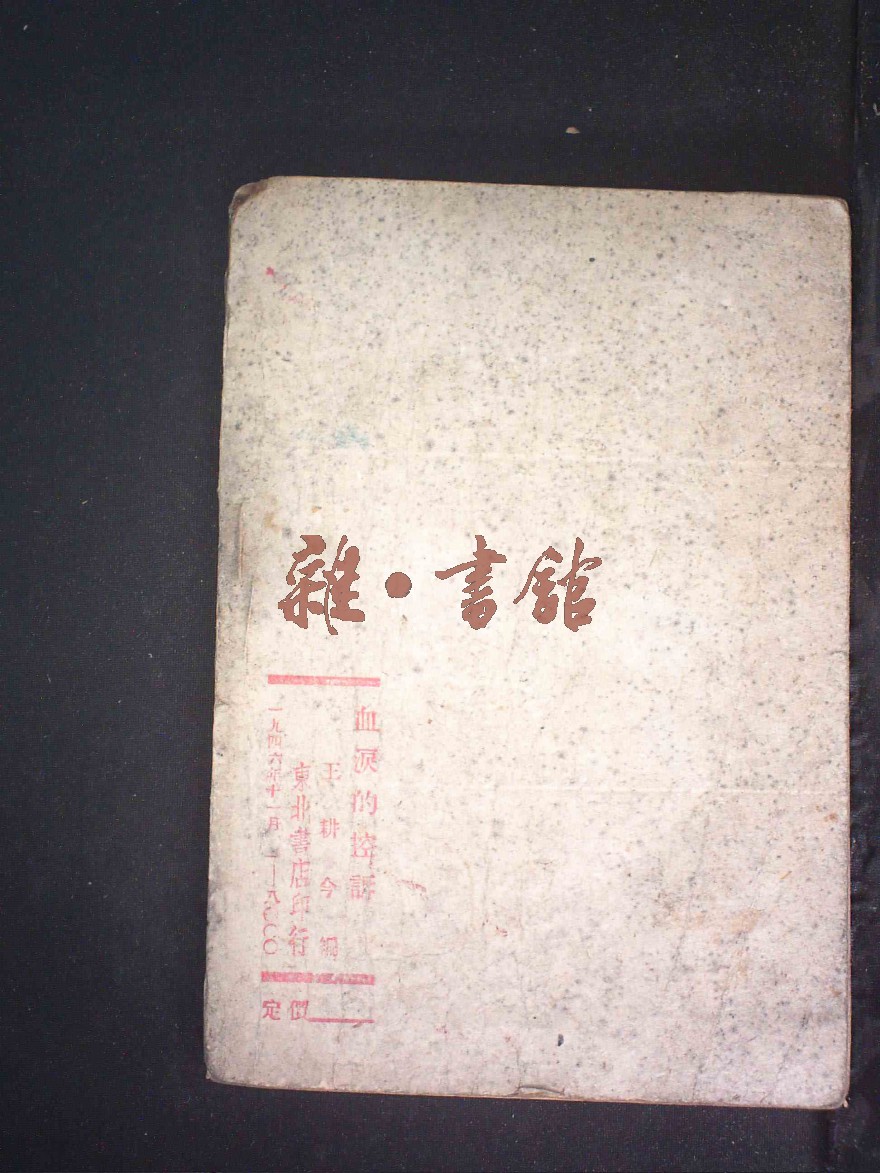 雜·書館
血淚的控訴
王耕今編
東北書店印行
一九四六年十一月 一—八〇〇〇
定價